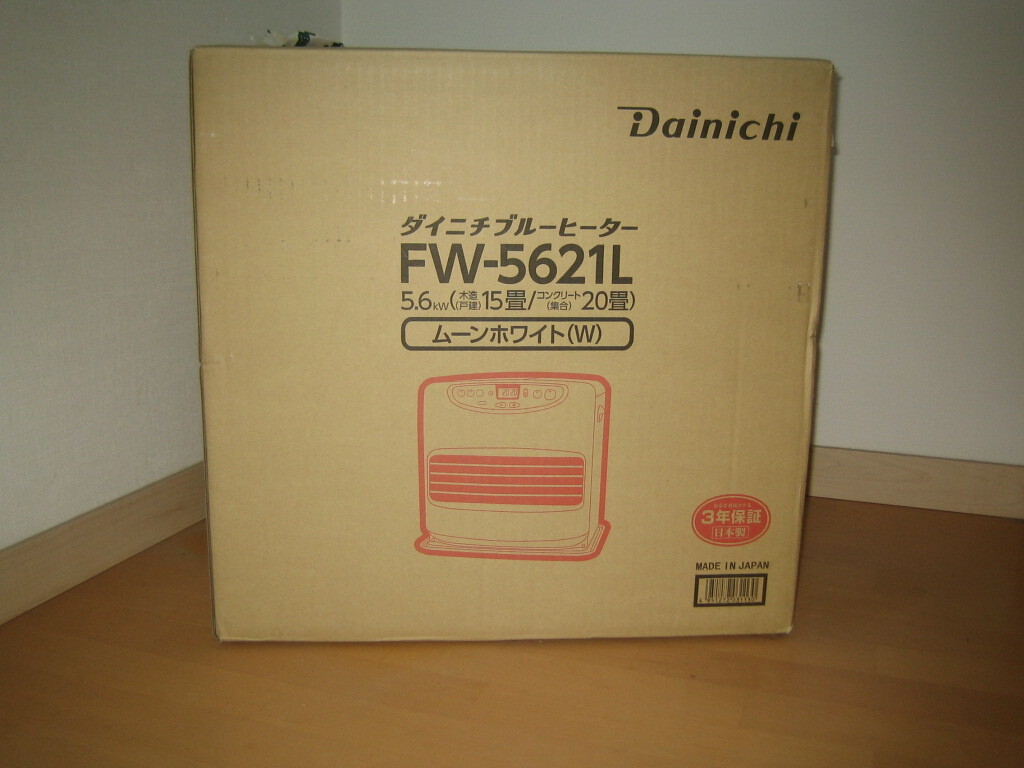 Dainichi
ダイニチブルーヒーター
FW-5621L
5.6kW(木造(戸建)15畳/コンクリート(集合)20畳)
ムーンホワイト(W)
3年保証
日本製
MADE IN JAPAN